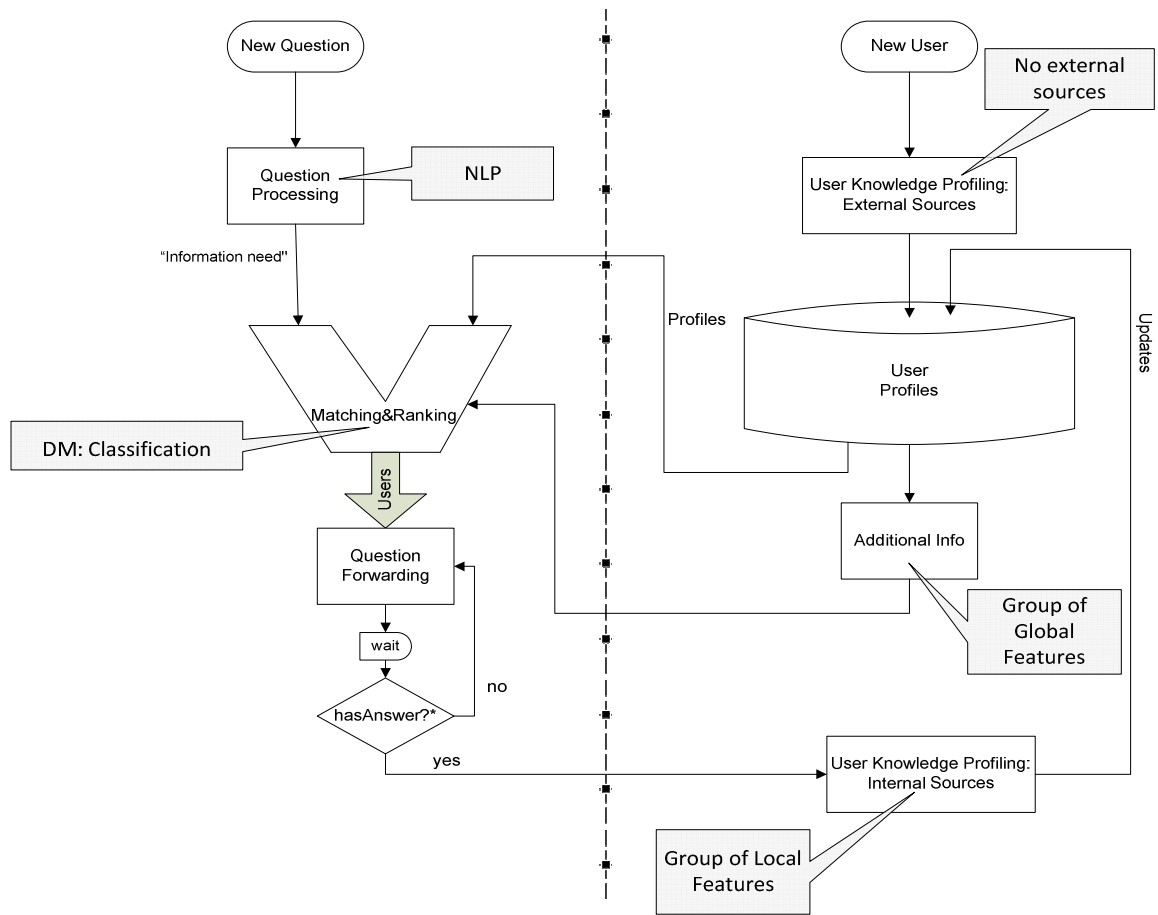 New Question
New User
No external
sources
Question
Processing
NLP
User Knowledge Profiling:
External Sources
“Information need"
Profiles
Updates
User
Profiles
Matching&Ranking
DM: Classification
Users
Question
Forwarding
Additional Info
Group of
Global
Features
wait
no
hasAnswer?*
yes
User Knowledge Profiling:
Internal Sources
Group of Local
Features